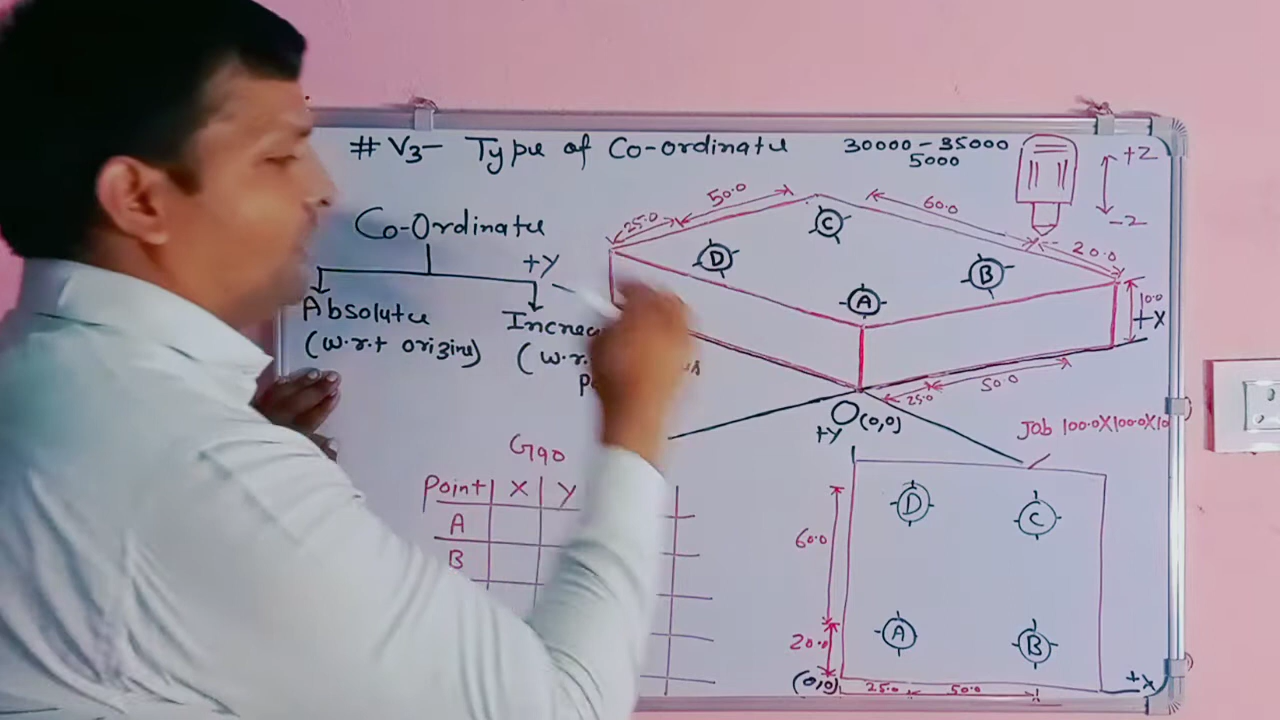 # V3- Type of Co-ordinate
30000 - 35000
5000
+Z
-Z
Co-Ordinate
Absolute
(w.r.t origine)
+Y
(w.r.
25.0
50.0
60.0
20.0
D
C
B
A
10.0
+X
25.0
50.0
O (0,0)
+Y
Job 100.0X100.0X10
G90
Point X Y
A
B
D
C
60.0
A
B
20.0
(0,0)
25.0
50.0
+X